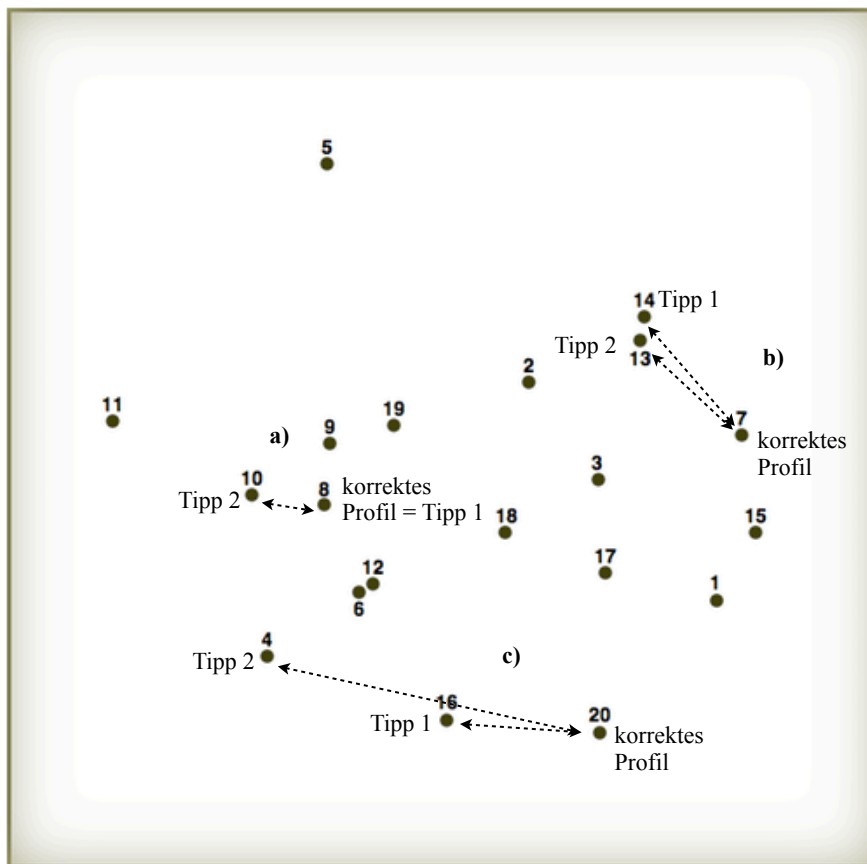 5
14 Tipp 1
Tipp 2
13
b)
2
11
19
7
a)
9
korrektes
Profil
10
3
8
korrektes
Tipp 2
Profil = Tipp 1
18
15
17
12
1
6
4
c)
Tipp 2
16
20
Tipp 1
korrektes
Profil